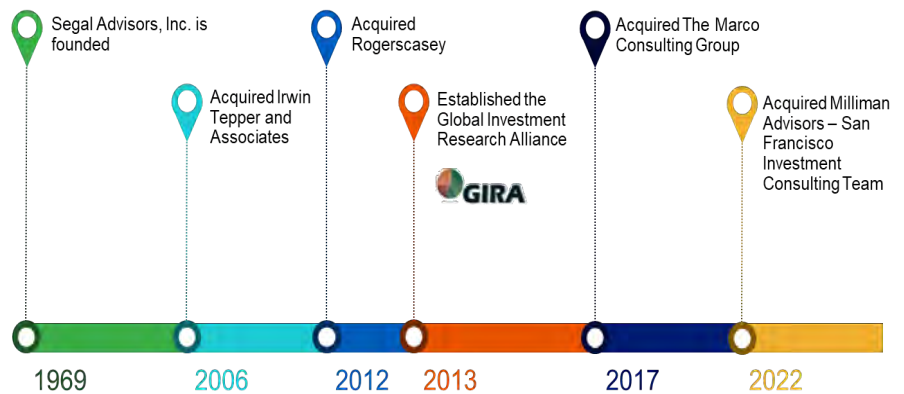 Segal Advisors, Inc. is
founded
Acquired Irwin
Tepper and
Associates
Acquired
Rogerscasey
Established the
Global Investment
Research Alliance
GIRA
Acquired The Marco
Consulting Group
Acquired Milliman
Advisors – San
Francisco
Investment
Consulting Team
1969
2006
2012
2013
2017
2022